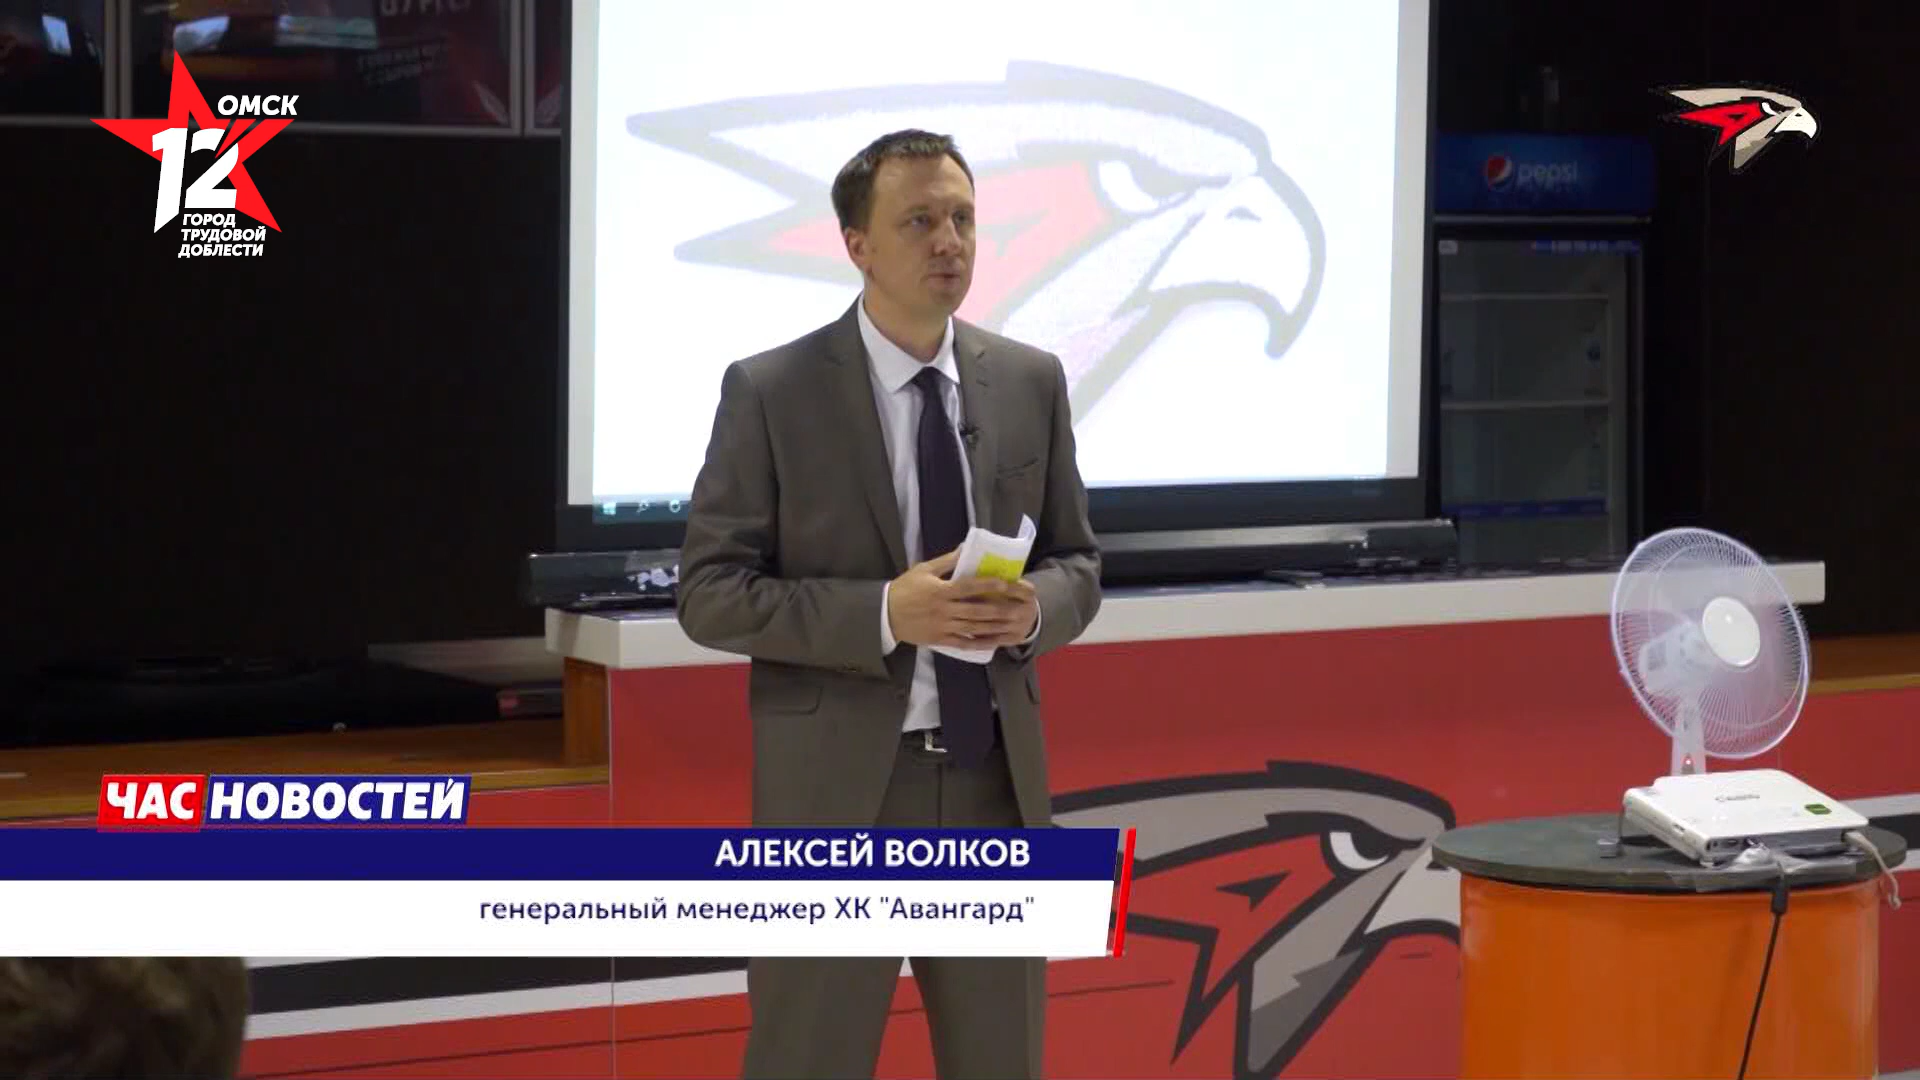 ОМСК
12
ГОРОД
ТРУДОВОЙ
ДОБЛЕСТИ
pepsi
ЧАС НОВОСТЕЙ
АЛЕКСЕЙ ВОЛКОВ
генеральный менеджер ХК "Авангард"